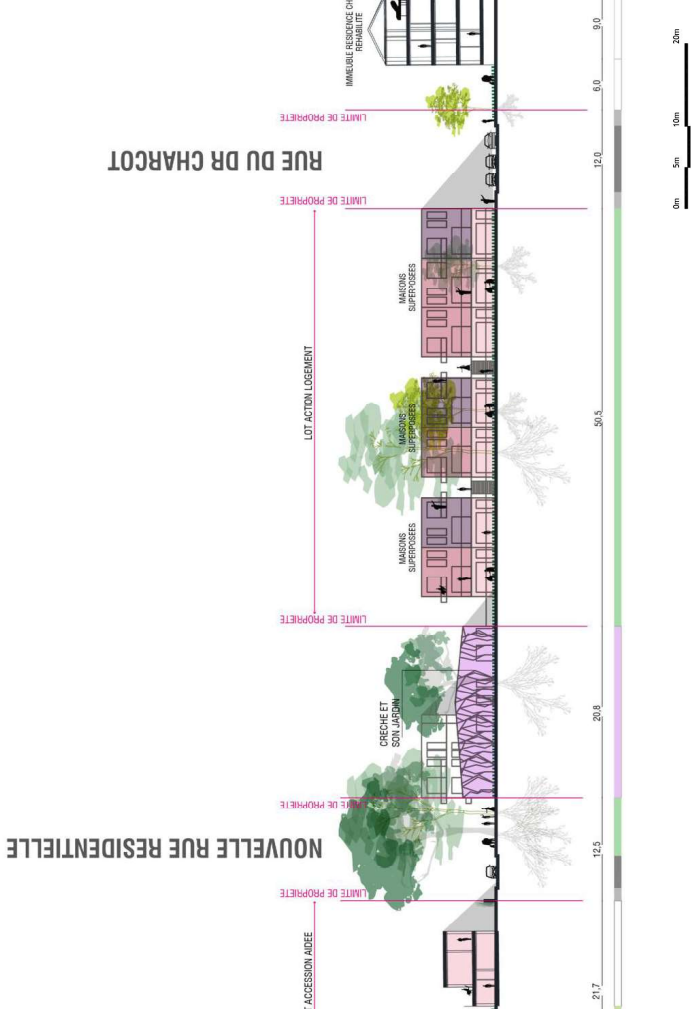 IMMEUBLE RESIDENCE CH
REHABILITE
LIMITE DE PROPRIETE
RUE DU DR CHARCOT
LIMITE DE PROPRIETE
LOT ACTION LOGEMENT
MAISONS
SUPERPOSEES
MAISONS
SUPERPOSEES
MAISONS
SUPERPOSEES
LIMITE DE PROPRIETE
CRECHE ET
SON JARDIN
LIMITE DE PROPRIETE
NOUVELLE RUE RESIDENTIELLE
LIMITE DE PROPRIETE
ACCESSION AIDEE
9,0
6,0
12,0
50,5
20,8
12,5
21,7
0m
5m
10m
20m